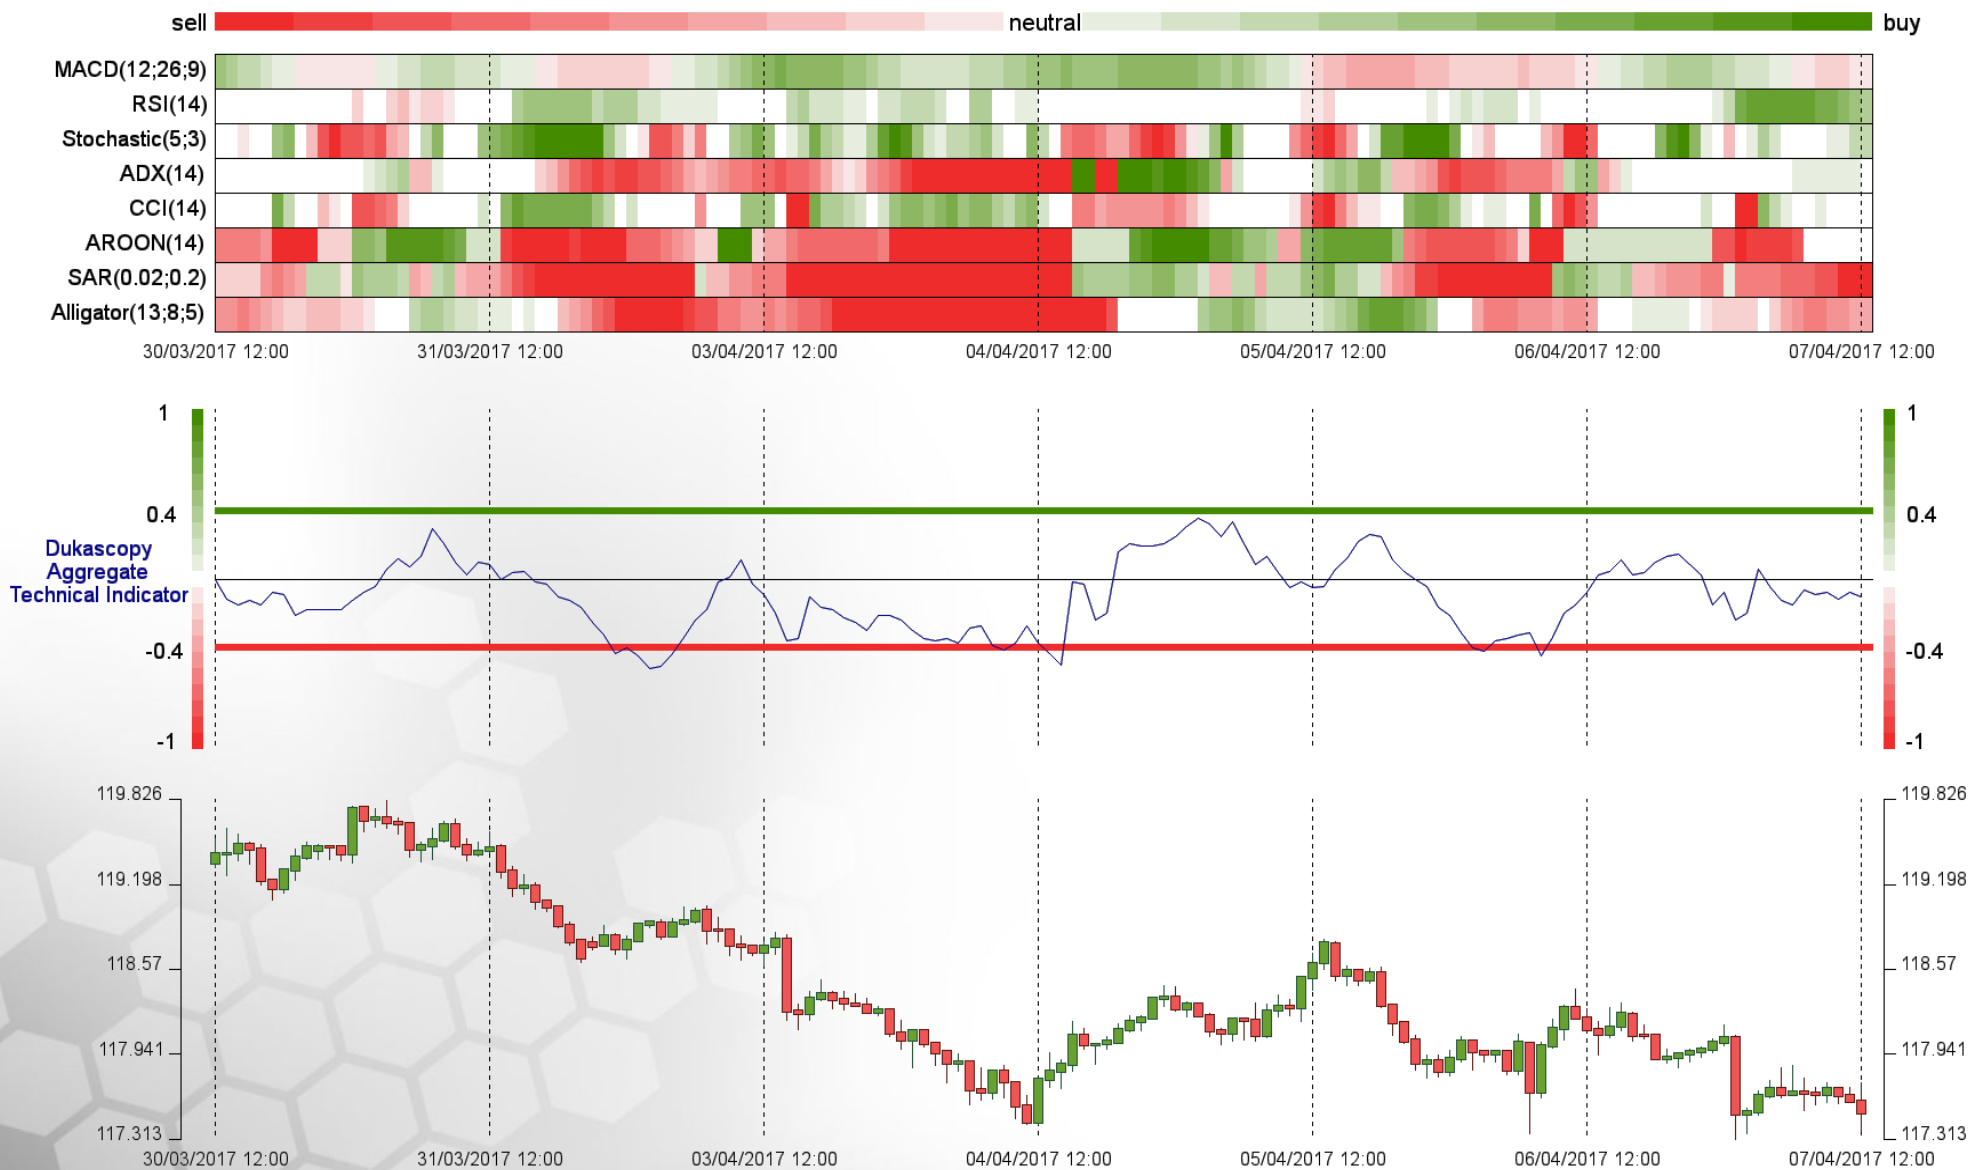 sell neutral buy
MACD(12;26;9)
RSI(14)
Stochastic(5;3)
ADX(14)
CCI(14)
AROON(14)
SAR(0.02;0.2)
Alligator(13;8;5)
30/03/2017 12:00 31/03/2017 12:00 03/04/2017 12:00 04/04/2017 12:00 05/04/2017 12:00 06/04/2017 12:00 07/04/2017 12:00
1 1
0.4 0.4
Dukascopy
Aggregate
Technical Indicator
-0.4 -0.4
-1 -1
119.826 119.826
119.198 119.198
118.57 118.57
117.941 117.941
117.313 117.313
30/03/2017 12:00 31/03/2017 12:00 03/04/2017 12:00 04/04/2017 12:00 05/04/2017 12:00 06/04/2017 12:00 07/04/2017 12:00